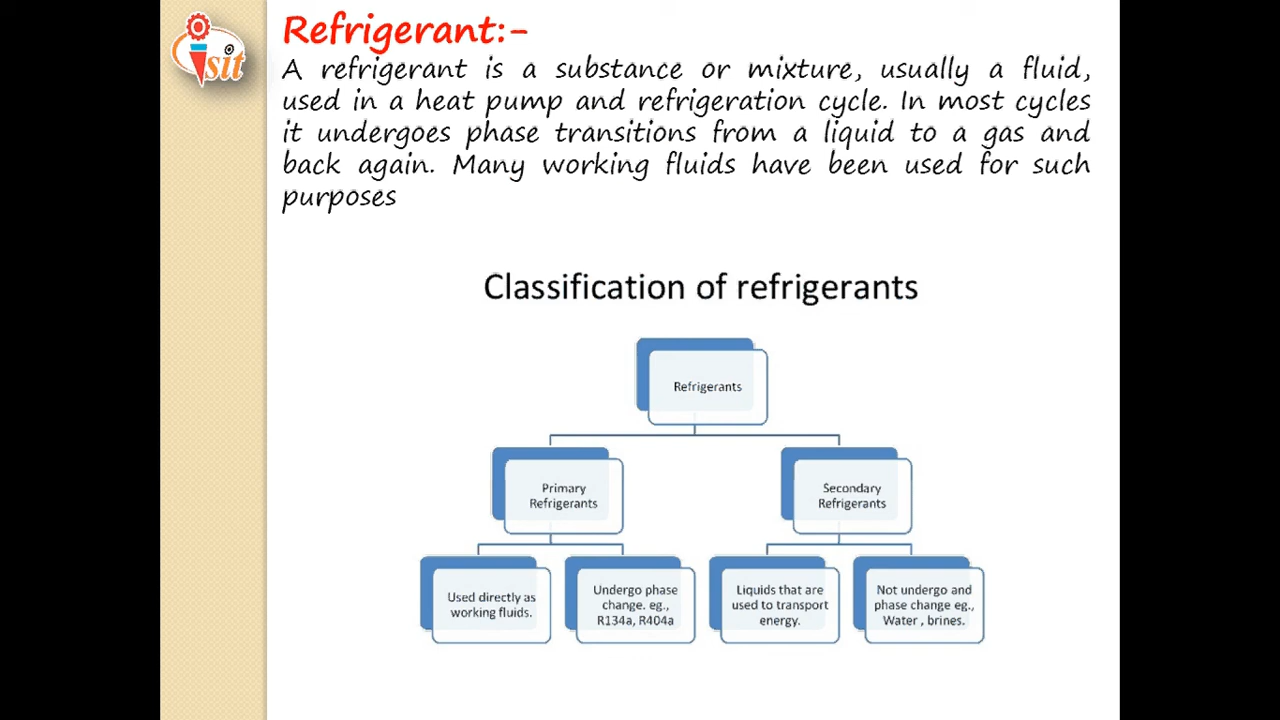 Refrigerant:-
A refrigerant is a substance or mixture, usually a fluid,
used in a heat pump and refrigeration cycle. In most cycles
it undergoes phase transitions from a liquid to a gas and
back again. Many working fluids have been used for such
purposes
sit
Classification of refrigerants
Refrigerants
Primary
Refrigerants
Secondary
Refrigerants
Used directly as
working fluids.
Undergo phase
change. eg.,
R134a, R404a
Liquids that are
used to transport
energy.
Not undergo and
phase change eg.,
Water , brines.